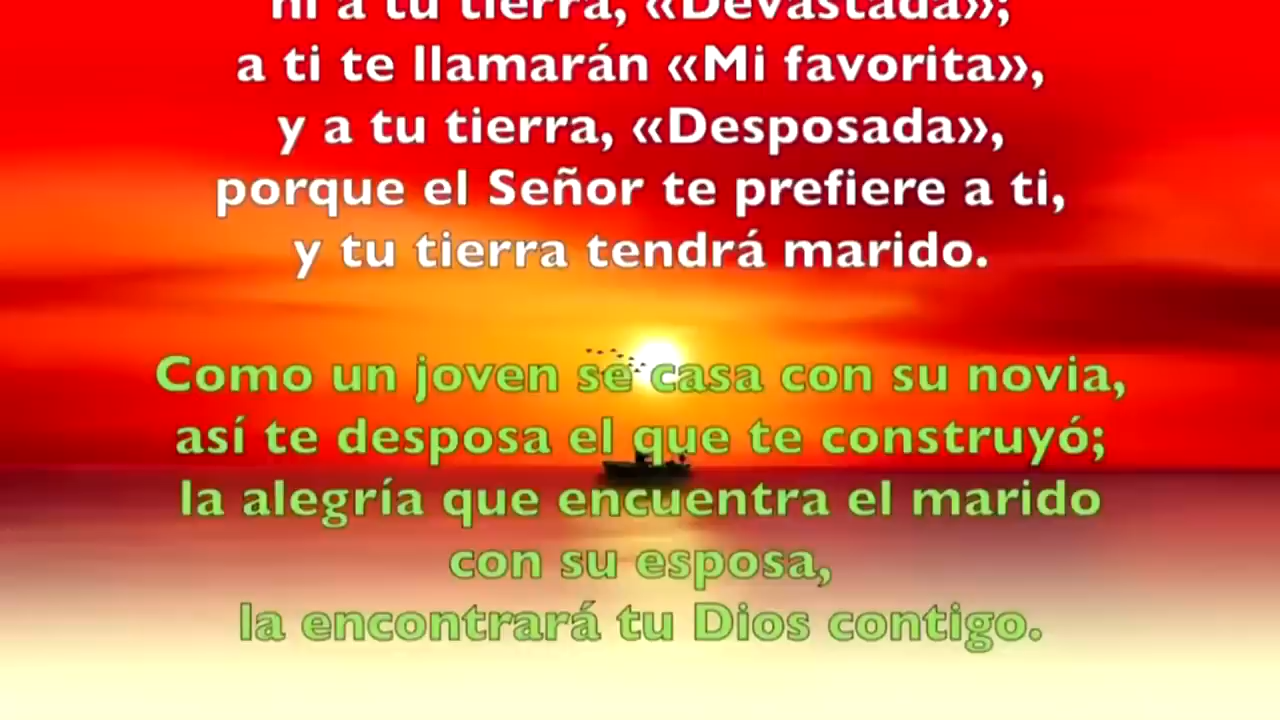 ni a tu tierra, «Devastada»;
a ti te llamarán «Mi favorita»,
y a tu tierra, «Desposada»,
porque el Señor te prefiere a ti,
y tu tierra tendrá marido.
Como un joven se casa con su novia,
así te desposa el que te construyó;
la alegría que encuentra el marido
con su esposa,
la encontrará tu Dios contigo.